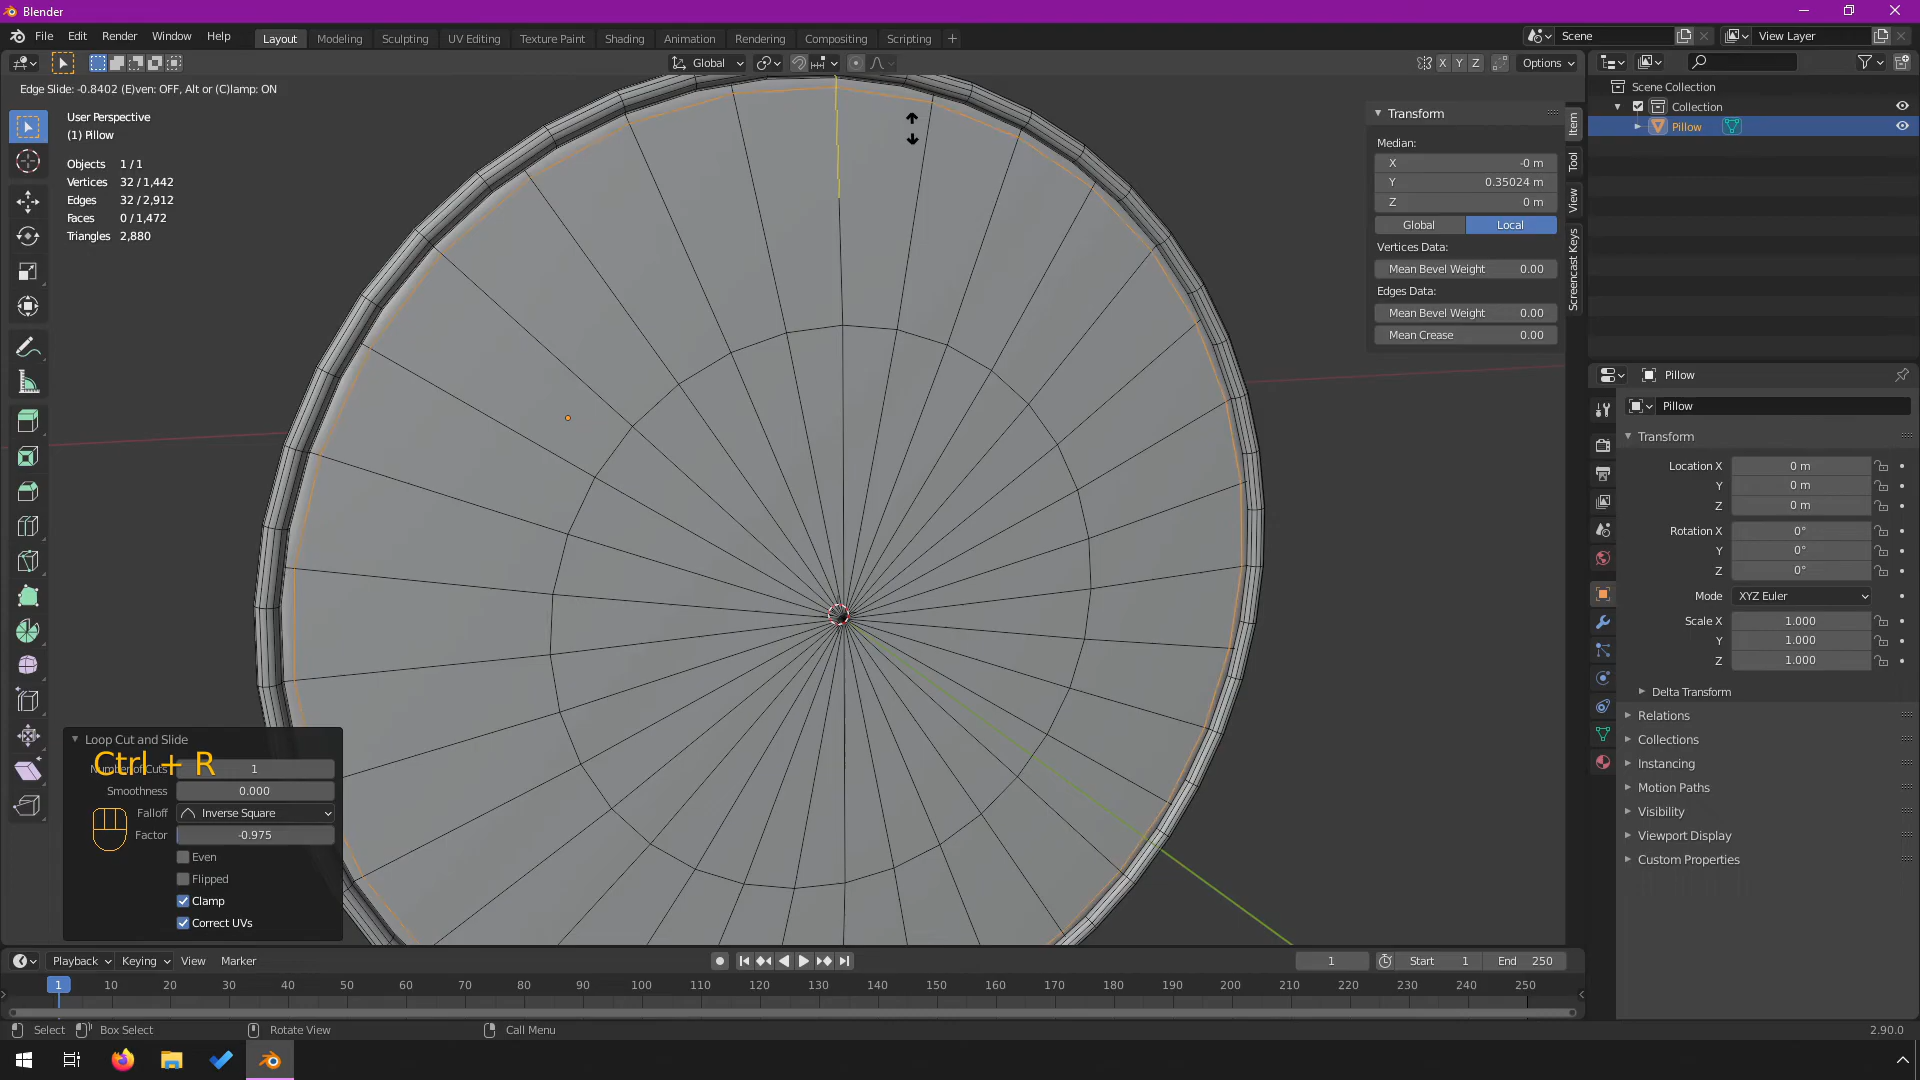 Blender
File Edit Render Window Help
Layout Modeling Sculpting UV Editing Texture Paint Shading Animation Rendering Compositing Scripting
Scene
View Layer
Global
X Y Z
Options
Edge Slide: -0.8402 (E)ven: OFF, Alt or (C)lamp: ON
User Perspective
(1) Pillow
Objects 1 / 1
Vertices 32 / 1,442
Edges 32 / 2,912
Faces 0 / 1,472
Triangles 2,880
Transform
Median:
X -0 m
Y 0.35024 m
Z 0 m
Global Local
Vertices Data:
Mean Bevel Weight 0.00
Edges Data:
Mean Bevel Weight 0.00
Mean Crease 0.00
Item
Tool
View
Screencast Keys
Scene Collection
Collection
Pillow
Pillow
Pillow
Transform
Location X 0 m
Y 0 m
Z 0 m
Rotation X 0°
Y 0°
Z 0°
Mode XYZ Euler
Scale X 1.000
Y 1.000
Z 1.000
Delta Transform
Relations
Collections
Instancing
Motion Paths
Visibility
Viewport Display
Custom Properties
Loop Cut and Slide
Ctrl + R
Number of Cuts 1
Smoothness 0.000
Falloff Inverse Square
Factor -0.975
Even
Flipped
Clamp
Correct UVs
Playback Keying View Marker
1
Start 1
End 250
1 10 20 30 40 50 60 70 80 90 100 110 120 130 140 150 160 170 180 190 200 210 220 230 240 250
Select Box Select Rotate View Call Menu
2.90.0